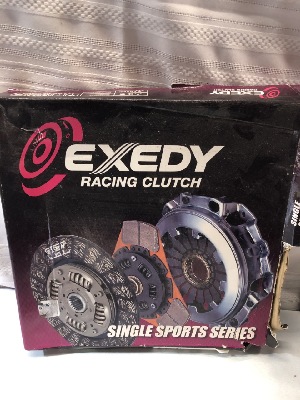 EXEDY
RACING CLUTCH
SINGLE SPORTS SERIES